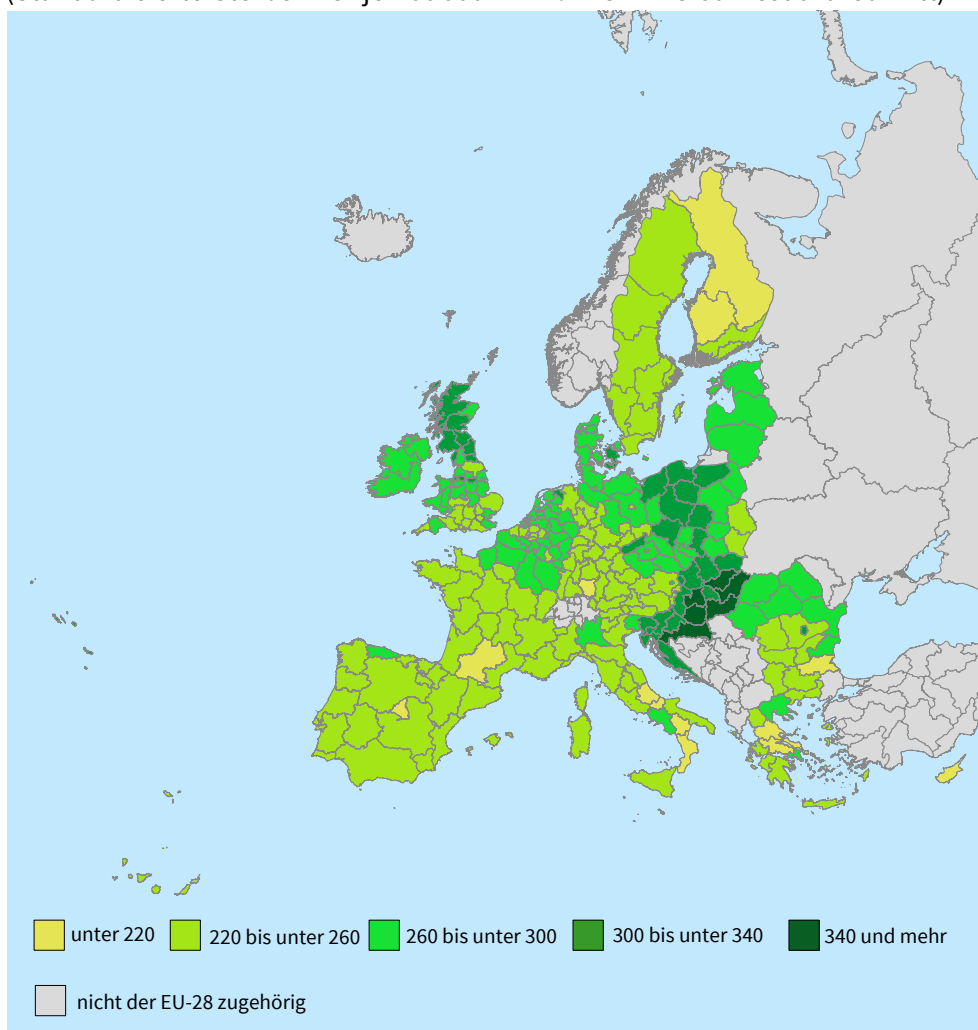 unter 220
220 bis unter 260
260 bis unter 300
300 bis unter 340
340 und mehr
nicht der EU-28 zugehörig